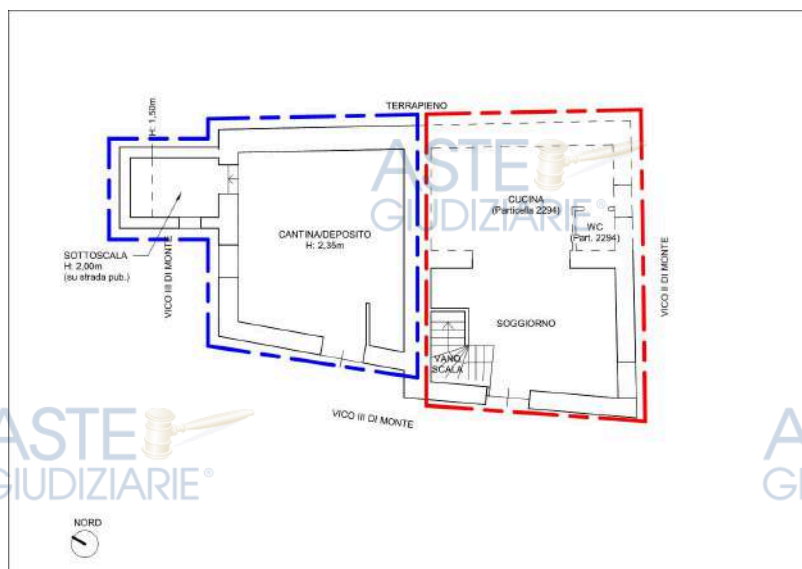 TERRAPIENO
H: 1,50m
ASTE
GIUDIZIARIE
CUCINA
(Particella 2294)
WC
(Part. 2294)
CANTINA/DEPOSITO
H: 2,35m
SOTTOSCALA
H: 2,00m
(su strada pub.)
VICO III DI MONTE
VICO II DI MONTE
SOGGIORNO
VANO
SCALA
VICO III DI MONTE
ASTE
GIUDIZIARIE®
A
G
NORD